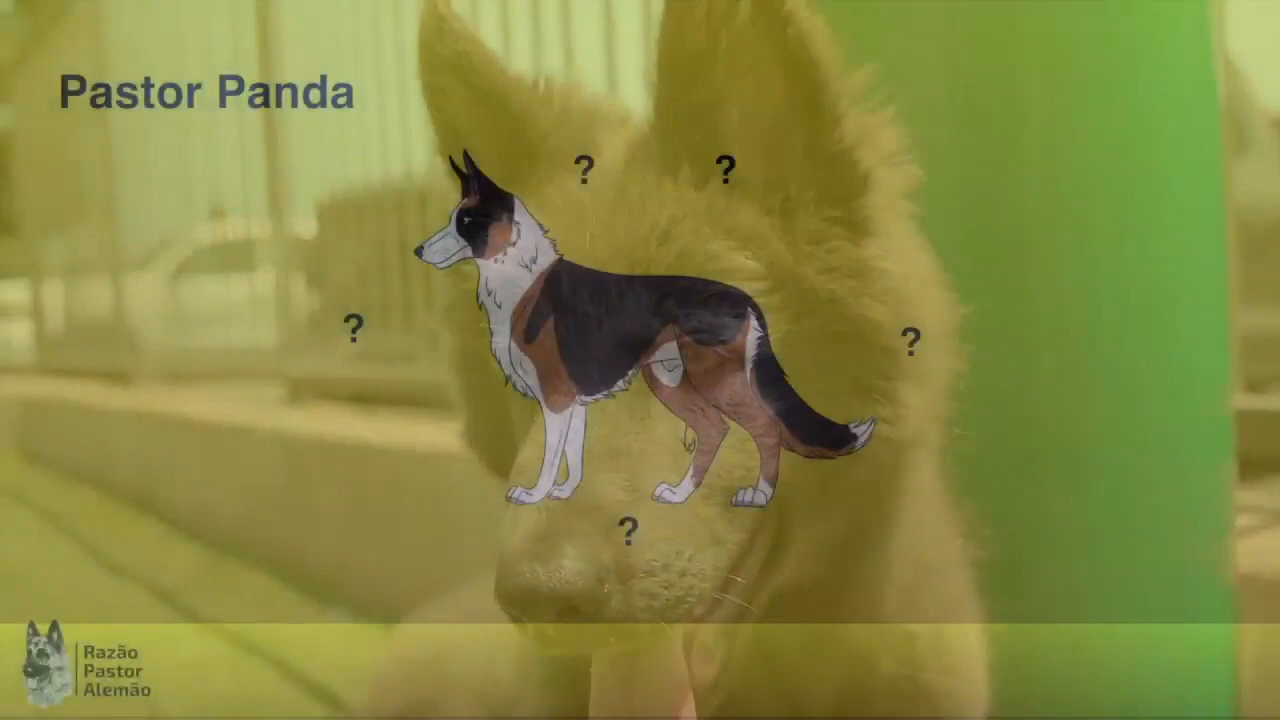 Pastor Panda
? ?
? ?
?
Razão
Pastor
Alemão